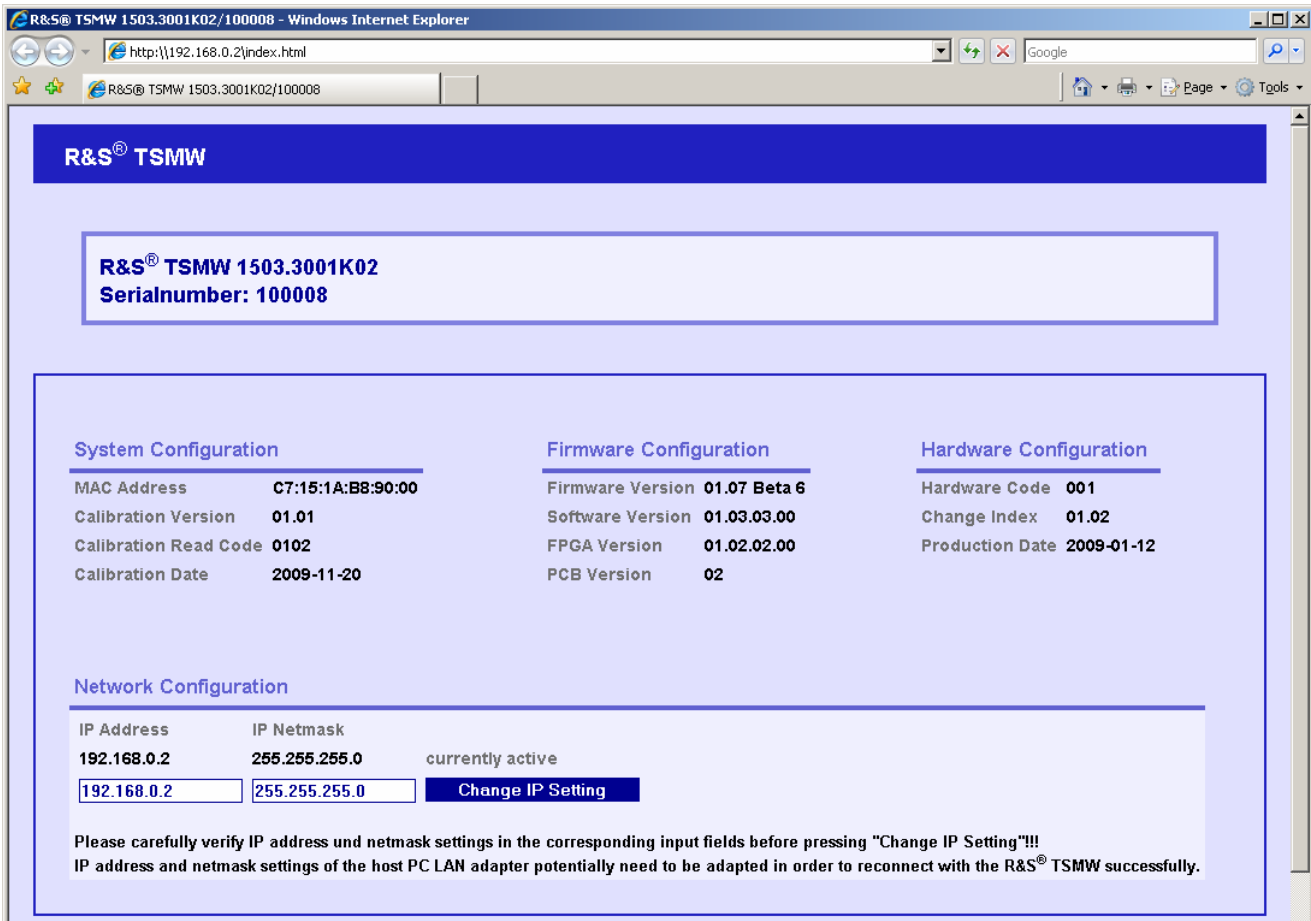 R&S® TSMW 1503.3001K02/100008 - Windows Internet Explorer
http:\\192.168.0.2\index.html
Google
R&S® TSMW 1503.3001K02/100008
Page
Tools
R&S® TSMW
R&S® TSMW 1503.3001K02
Serialnumber: 100008
System Configuration
MAC Address C7:15:1A:B8:90:00
Calibration Version 01.01
Calibration Read Code 0102
Calibration Date 2009-11-20
Firmware Configuration
Firmware Version 01.07 Beta 6
Software Version 01.03.03.00
FPGA Version 01.02.02.00
PCB Version 02
Hardware Configuration
Hardware Code 001
Change Index 01.02
Production Date 2009-01-12
Network Configuration
IP Address IP Netmask
192.168.0.2 255.255.255.0 currently active
192.168.0.2 255.255.255.0 Change IP Setting
Please carefully verify IP address und netmask settings in the corresponding input fields before pressing "Change IP Setting"!!!
IP address and netmask settings of the host PC LAN adapter potentially need to be adapted in order to reconnect with the R&S® TSMW successfully.